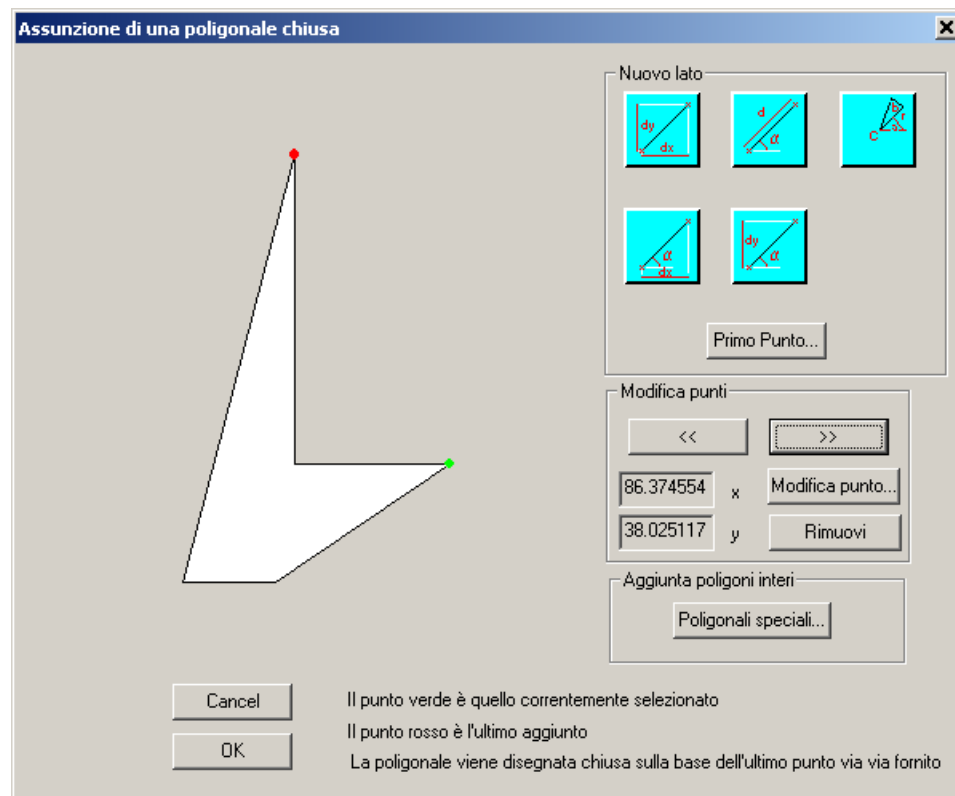 Assunzione di una poligonale chiusa
Nuovo lato
dy
dx
d
α
C
b
r
a
α
dx
dy
α
Primo Punto...
Modifica punti
<<
>>
86.374554
x
Modifica punto...
38.025117
y
Rimuovi
Aggiunta poligoni interi
Poligonali speciali...
Cancel
Il punto verde è quello correntemente selezionato
Il punto rosso è l'ultimo aggiunto
OK
La poligonale viene disegnata chiusa sulla base dell'ultimo punto via via fornito